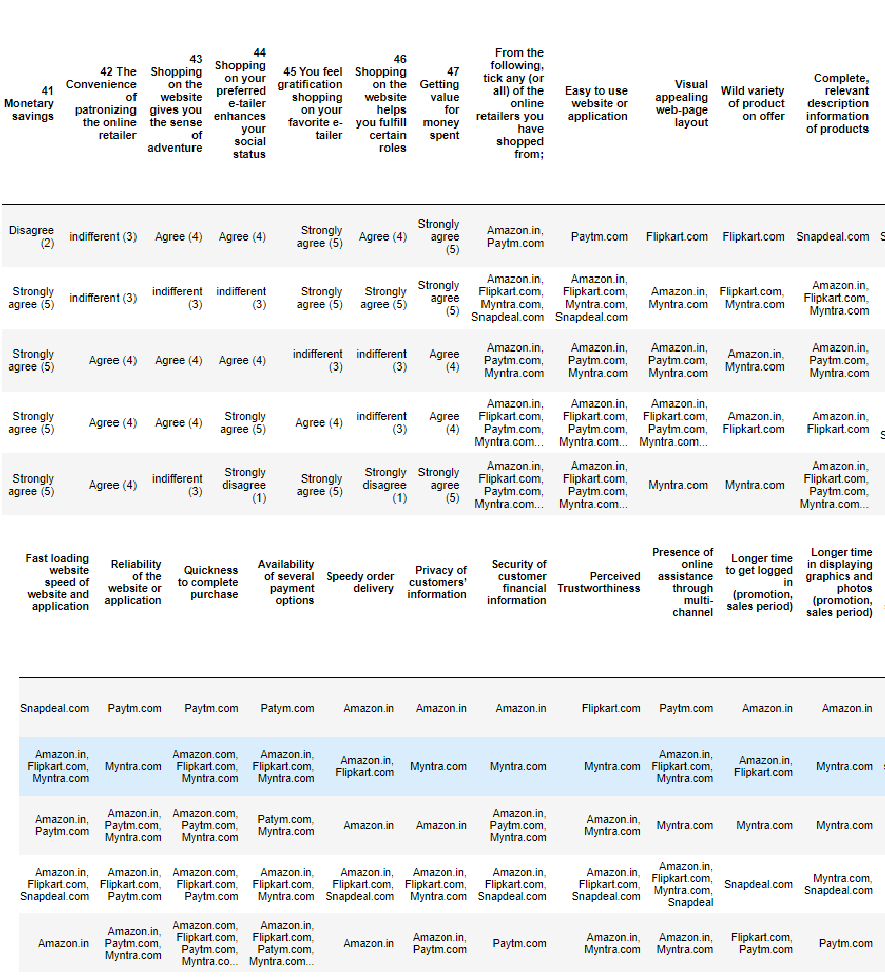 41 Monetary savings
42 The Convenience of patronizing the online retailer
43 Shopping on the website gives you the sense of adventure
44 Shopping on your preferred e-tailer enhances your social status
45 You feel gratification shopping on your favorite e-tailer
46 Shopping on the website helps you fulfill certain roles
47 Getting value for money spent
From the following, tick any (or all) of the online retailers you have shopped from;
Easy to use website or application
Visual appealing web-page layout
Wild variety of product on offer
Complete, relevant description information of products
Disagree (2) indifferent (3) Agree (4) Agree (4) Strongly agree (5) Agree (4) Strongly agree (5) Amazon.in, Paytm.com Paytm.com Flipkart.com Flipkart.com Snapdeal.com S
Strongly agree (5) indifferent (3) indifferent (3) indifferent (3) Strongly agree (5) Strongly agree (5) Strongly agree (5) Amazon.in, Flipkart.com, Myntra.com, Snapdeal.com Amazon.in, Flipkart.com, Myntra.com, Snapdeal.com Amazon.in, Myntra.com Flipkart.com, Myntra.com Amazon.in, Flipkart.com, Myntra.com
Strongly agree (5) Agree (4) Agree (4) Agree (4) indifferent (3) indifferent (3) Agree (4) Amazon.in, Paytm.com, Myntra.com Amazon.in, Paytm.com, Myntra.com Amazon.in, Paytm.com, Myntra.com Amazon.in, Myntra.com Amazon.in, Paytm.com, Myntra.com
Strongly agree (5) Agree (4) Agree (4) Strongly agree (5) Agree (4) indifferent (3) Agree (4) Amazon.in, Flipkart.com, Paytm.com, Myntra.com... Amazon.in, Flipkart.com, Paytm.com, Myntra.com... Amazon.in, Flipkart.com, Paytm.com, Myntra.com... Amazon.in, Flipkart.com Amazon.in, Flipkart.com S
Strongly agree (5) Agree (4) indifferent (3) Strongly disagree (1) Strongly agree (5) Strongly disagree (1) Strongly agree (5) Amazon.in, Flipkart.com, Paytm.com, Myntra.com... Amazon.in, Flipkart.com, Paytm.com, Myntra.com... Myntra.com Myntra.com Amazon.in, Flipkart.com, Paytm.com, Myntra.com...
Fast loading website speed of website and application
Reliability of the website or application
Quickness to complete purchase
Availability of several payment options
Speedy order delivery
Privacy of customers' information
Security of customer financial information
Perceived Trustworthiness
Presence of online assistance through multi-channel
Longer time to get logged in (promotion, sales period)
Longer time in displaying graphics and photos (promotion, sales period)
Snapdeal.com Paytm.com Paytm.com Patym.com Amazon.in Amazon.in Amazon.in Flipkart.com Paytm.com Amazon.in Amazon.in
Amazon.in, Flipkart.com, Myntra.com Myntra.com Amazon.com, Flipkart.com, Myntra.com Amazon.in, Flipkart.com, Myntra.com Amazon.in, Flipkart.com Myntra.com Myntra.com Myntra.com Amazon.in, Flipkart.com, Myntra.com Amazon.in, Flipkart.com Myntra.com
Amazon.in, Paytm.com Amazon.in, Paytm.com, Myntra.com Amazon.com, Paytm.com, Myntra.com Patym.com, Myntra.com Amazon.in Amazon.in Amazon.in, Paytm.com, Myntra.com Amazon.in, Myntra.com Myntra.com Myntra.com Myntra.com
Amazon.in, Flipkart.com, Snapdeal.com Amazon.in, Flipkart.com, Paytm.com Amazon.com, Flipkart.com, Paytm.com Amazon.in, Flipkart.com, Myntra.com Amazon.in, Flipkart.com, Snapdeal.com Amazon.in, Flipkart.com, Myntra.com Amazon.in, Flipkart.com, Snapdeal.com Amazon.in, Flipkart.com, Snapdeal.com Amazon.in, Flipkart.com, Myntra.com, Snapdeal Snapdeal.com Myntra.com, Snapdeal.com
Amazon.in Amazon.in, Paytm.com, Myntra.com Amazon.com, Flipkart.com, Paytm.com, Myntra.co... Amazon.in, Flipkart.com, Patym.com, Myntra.com... Amazon.in Amazon.in, Paytm.com Paytm.com Amazon.in, Myntra.com Amazon.in, Myntra.com Flipkart.com, Paytm.com Paytm.com